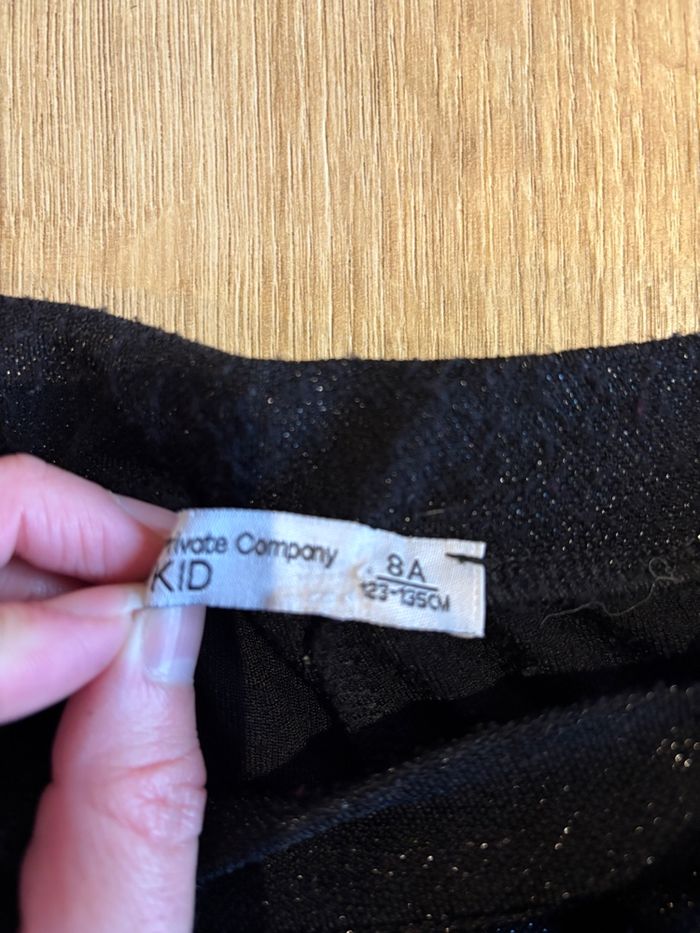 rivate Company
KID
8A
123-135CM